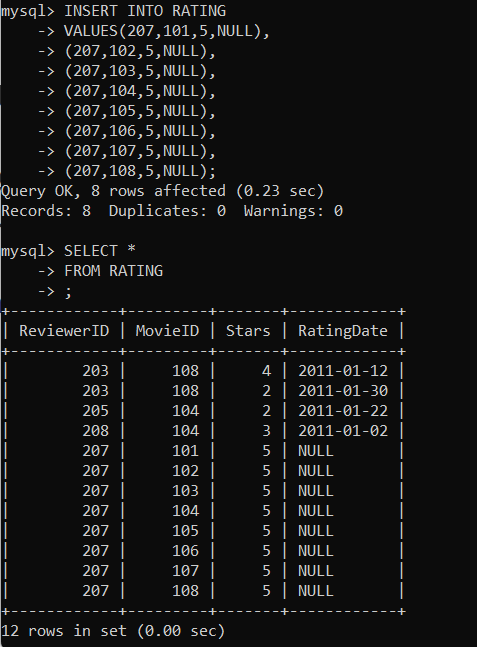 mysql> INSERT INTO RATING
    -> VALUES(207,101,5,NULL),
    -> (207,102,5,NULL),
    -> (207,103,5,NULL),
    -> (207,104,5,NULL),
    -> (207,105,5,NULL),
    -> (207,106,5,NULL),
    -> (207,107,5,NULL),
    -> (207,108,5,NULL);
Query OK, 8 rows affected (0.23 sec)
Records: 8  Duplicates: 0  Warnings: 0

mysql> SELECT *
    -> FROM RATING
    -> ;
+------------+---------+-------+------------+
| ReviewerID | MovieID | Stars | RatingDate |
+------------+---------+-------+------------+
|        203 |     108 |     4 | 2011-01-12 |
|        203 |     108 |     2 | 2011-01-30 |
|        205 |     104 |     2 | 2011-01-22 |
|        208 |     104 |     3 | 2011-01-02 |
|        207 |     101 |     5 | NULL       |
|        207 |     102 |     5 | NULL       |
|        207 |     103 |     5 | NULL       |
|        207 |     104 |     5 | NULL       |
|        207 |     105 |     5 | NULL       |
|        207 |     106 |     5 | NULL       |
|        207 |     107 |     5 | NULL       |
|        207 |     108 |     5 | NULL       |
+------------+---------+-------+------------+
12 rows in set (0.00 sec)